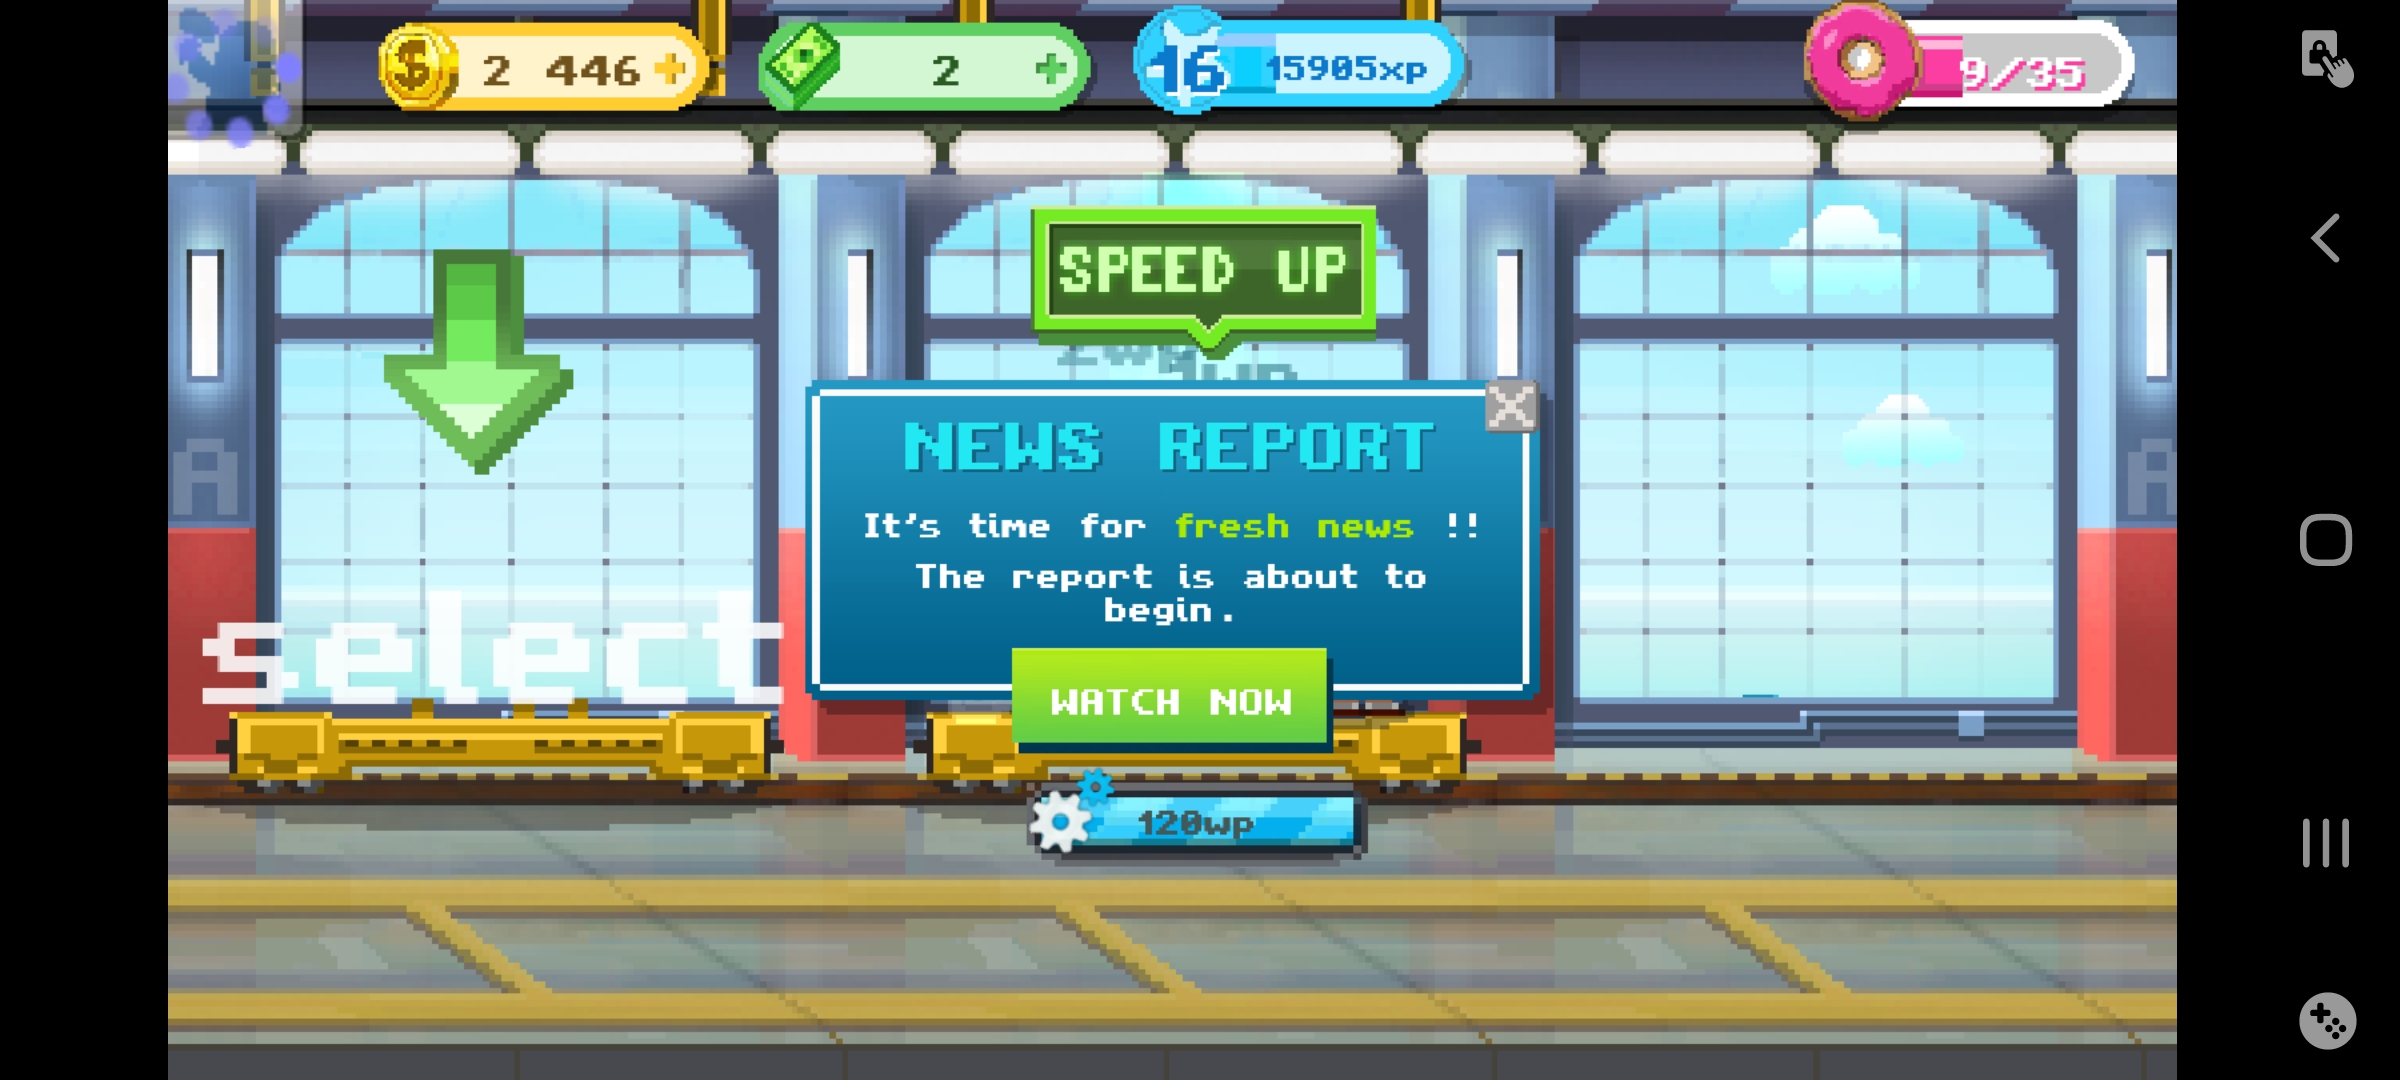 2 446
2
16
15905xp
9/35
SPEED UP
NEWS REPORT
It's time for fresh news !!
The report is about to
begin.
WATCH NOW
select
120wp
A
A